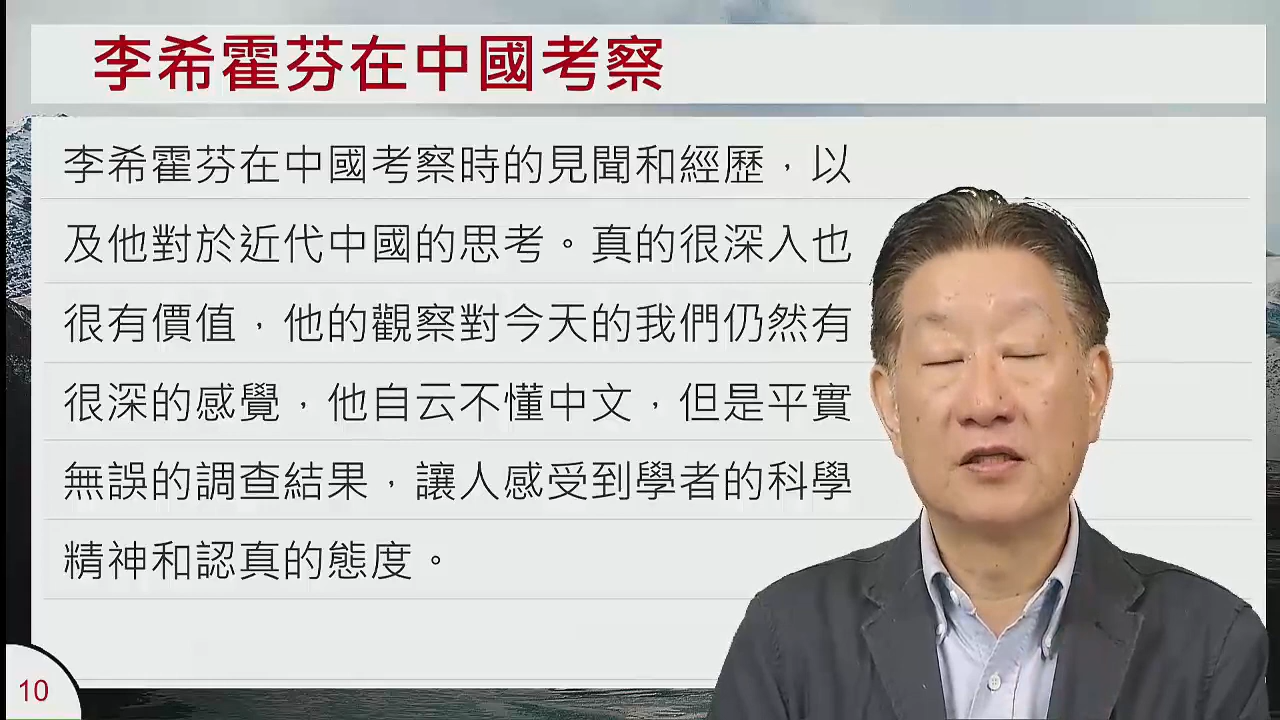 李希霍芬在中國考察
李希霍芬在中國考察時的見聞和經歷，以
及他對於近代中國的思考。真的很深入也
很有價值，他的觀察對今天的我們仍然有
很深的感覺，他自云不懂中文，但是平實
無誤的調查結果，讓人感受到學者的科學
精神和認真的態度。
10